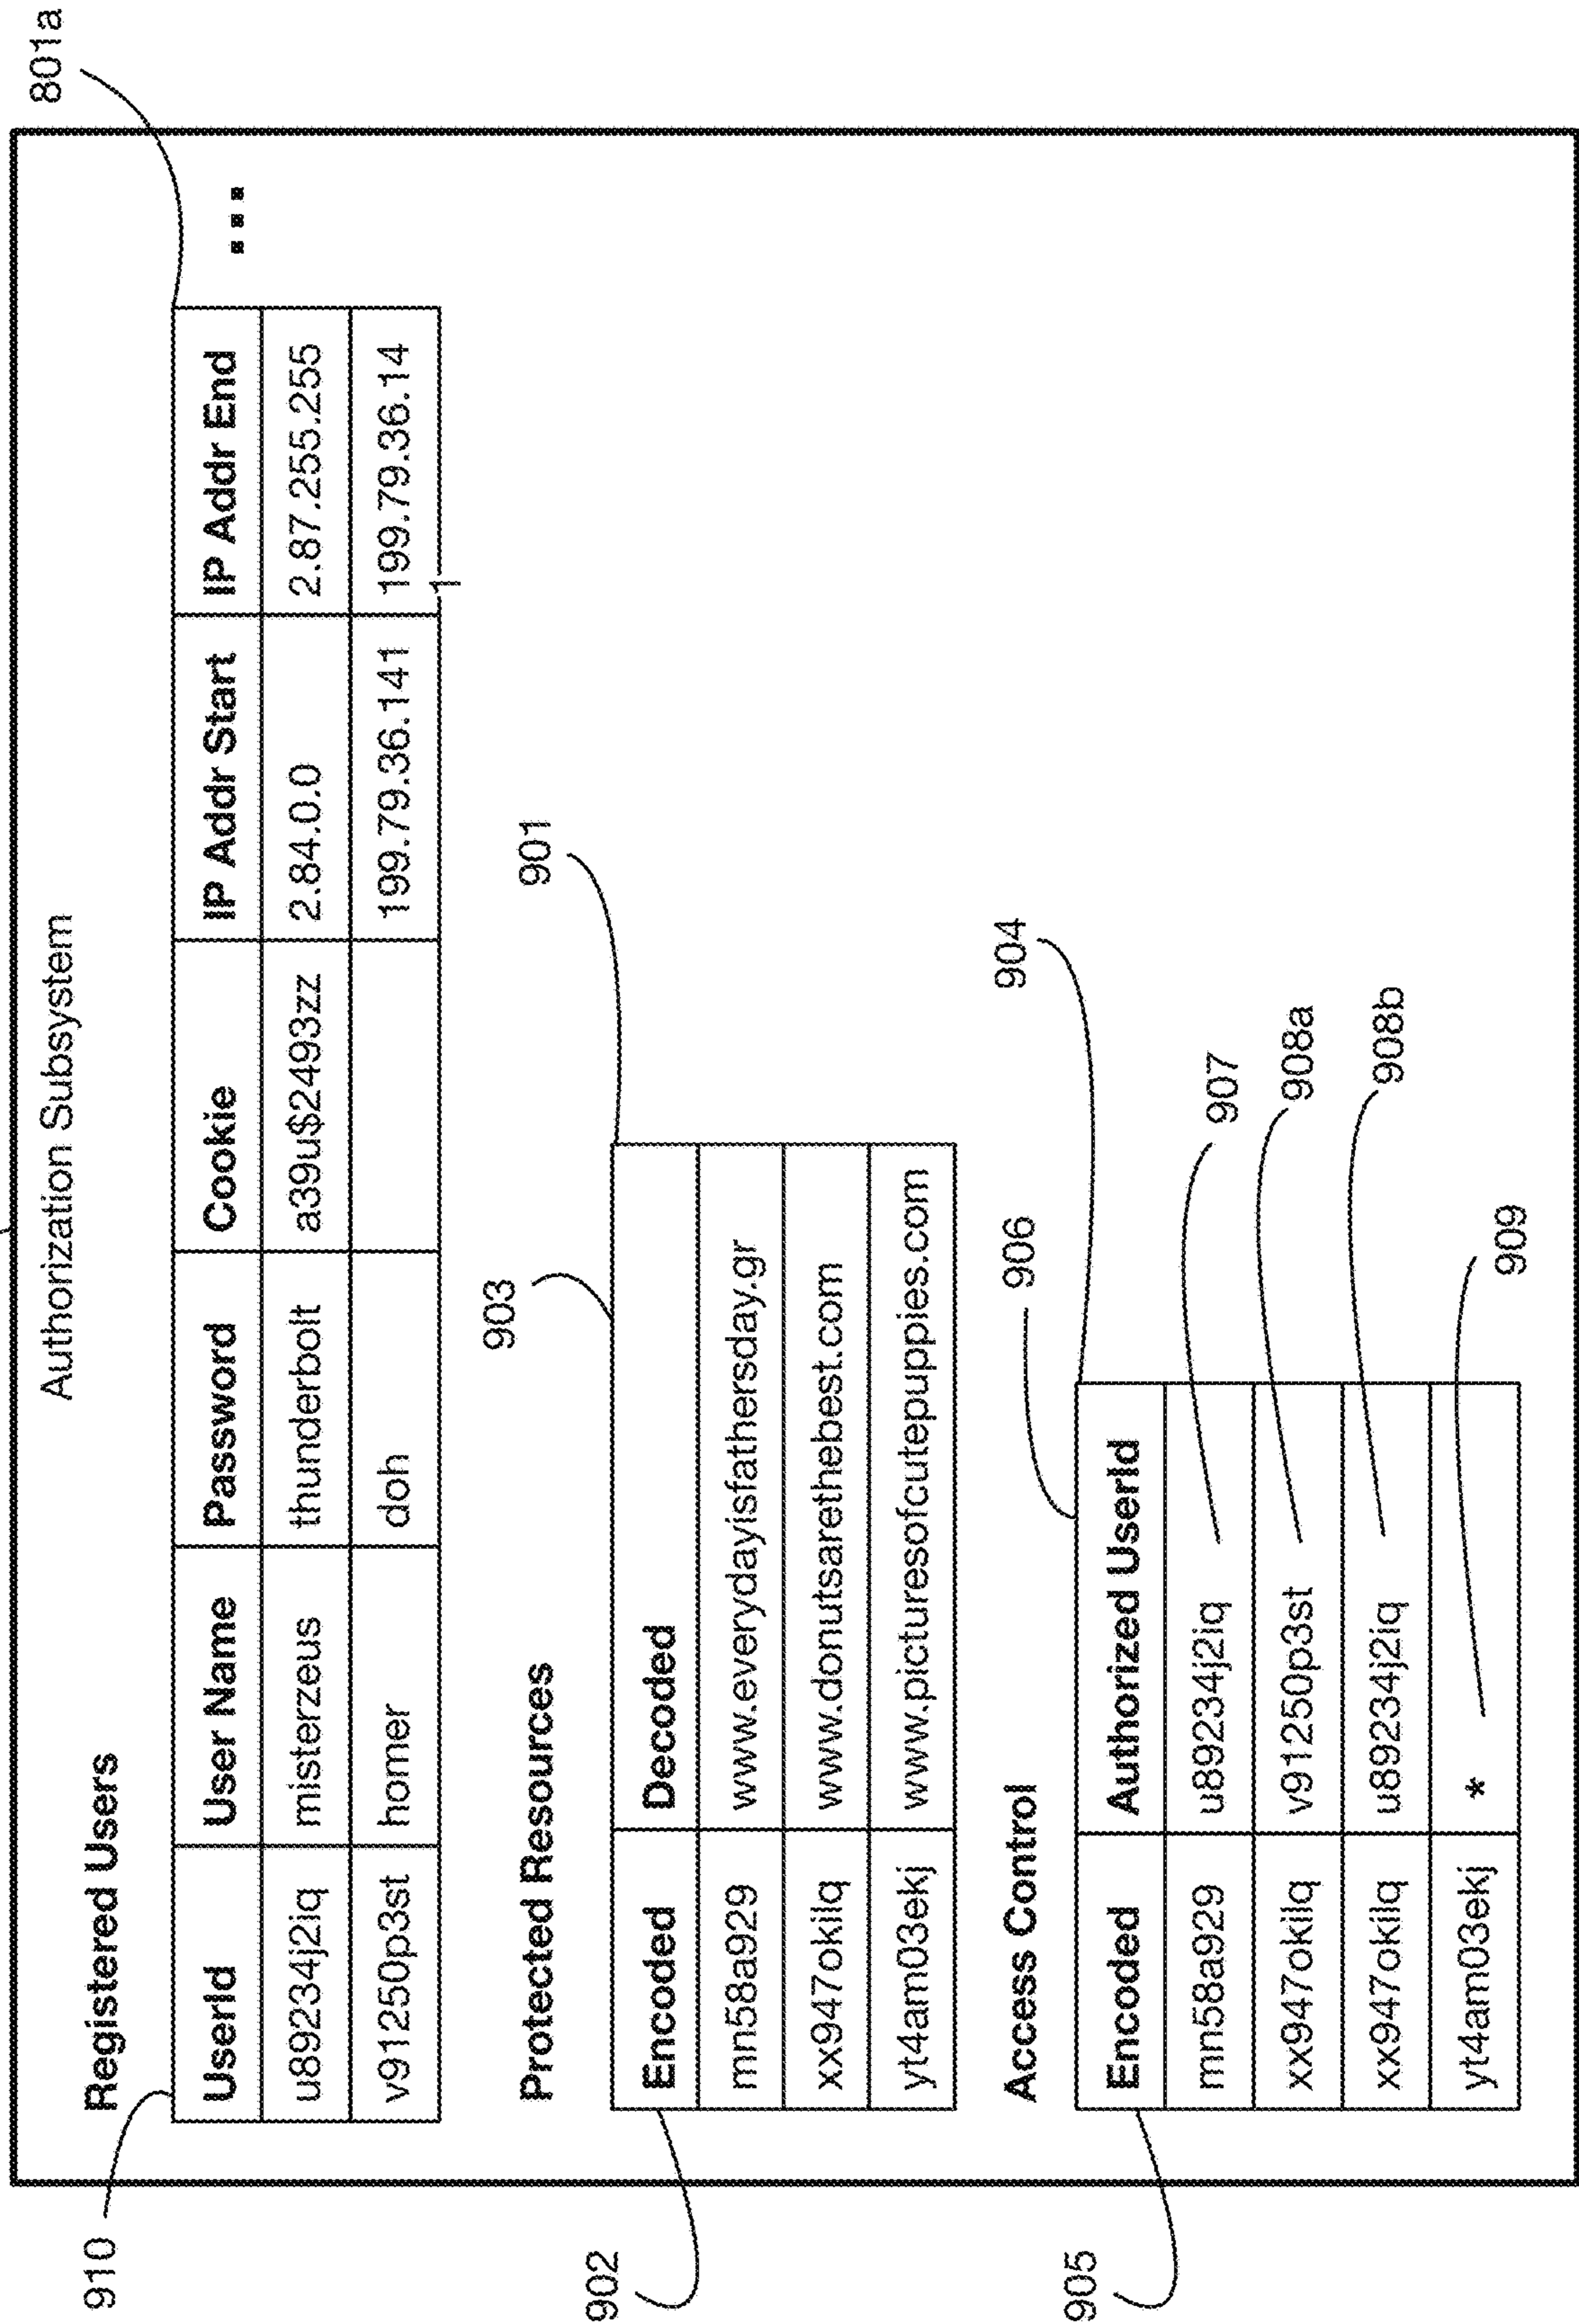 Authorization Subsystem
801a
910
Registered Users
UserId User Name Password Cookie IP Addr Start IP Addr End
u89234j2iq misterzeus thunderbolt a39u$2493zz 2.84.0.0 2.87.255.255
v91250p3st homer doh 199.79.36.141 199.79.36.14
1
...
903
901
Protected Resources
902
Encoded Decoded
mn58a929 www.everydayisfathersday.gr
xx947okilq www.donutsarethebest.com
yt4am03ekj www.picturesofcutepuppies.com
906
904
Access Control
905
Encoded Authorized UserId
mn58a929 u89234j2iq
907
xx947okilq v91250p3st
908a
xx947okilq u89234j2iq
908b
yt4am03ekj *
909